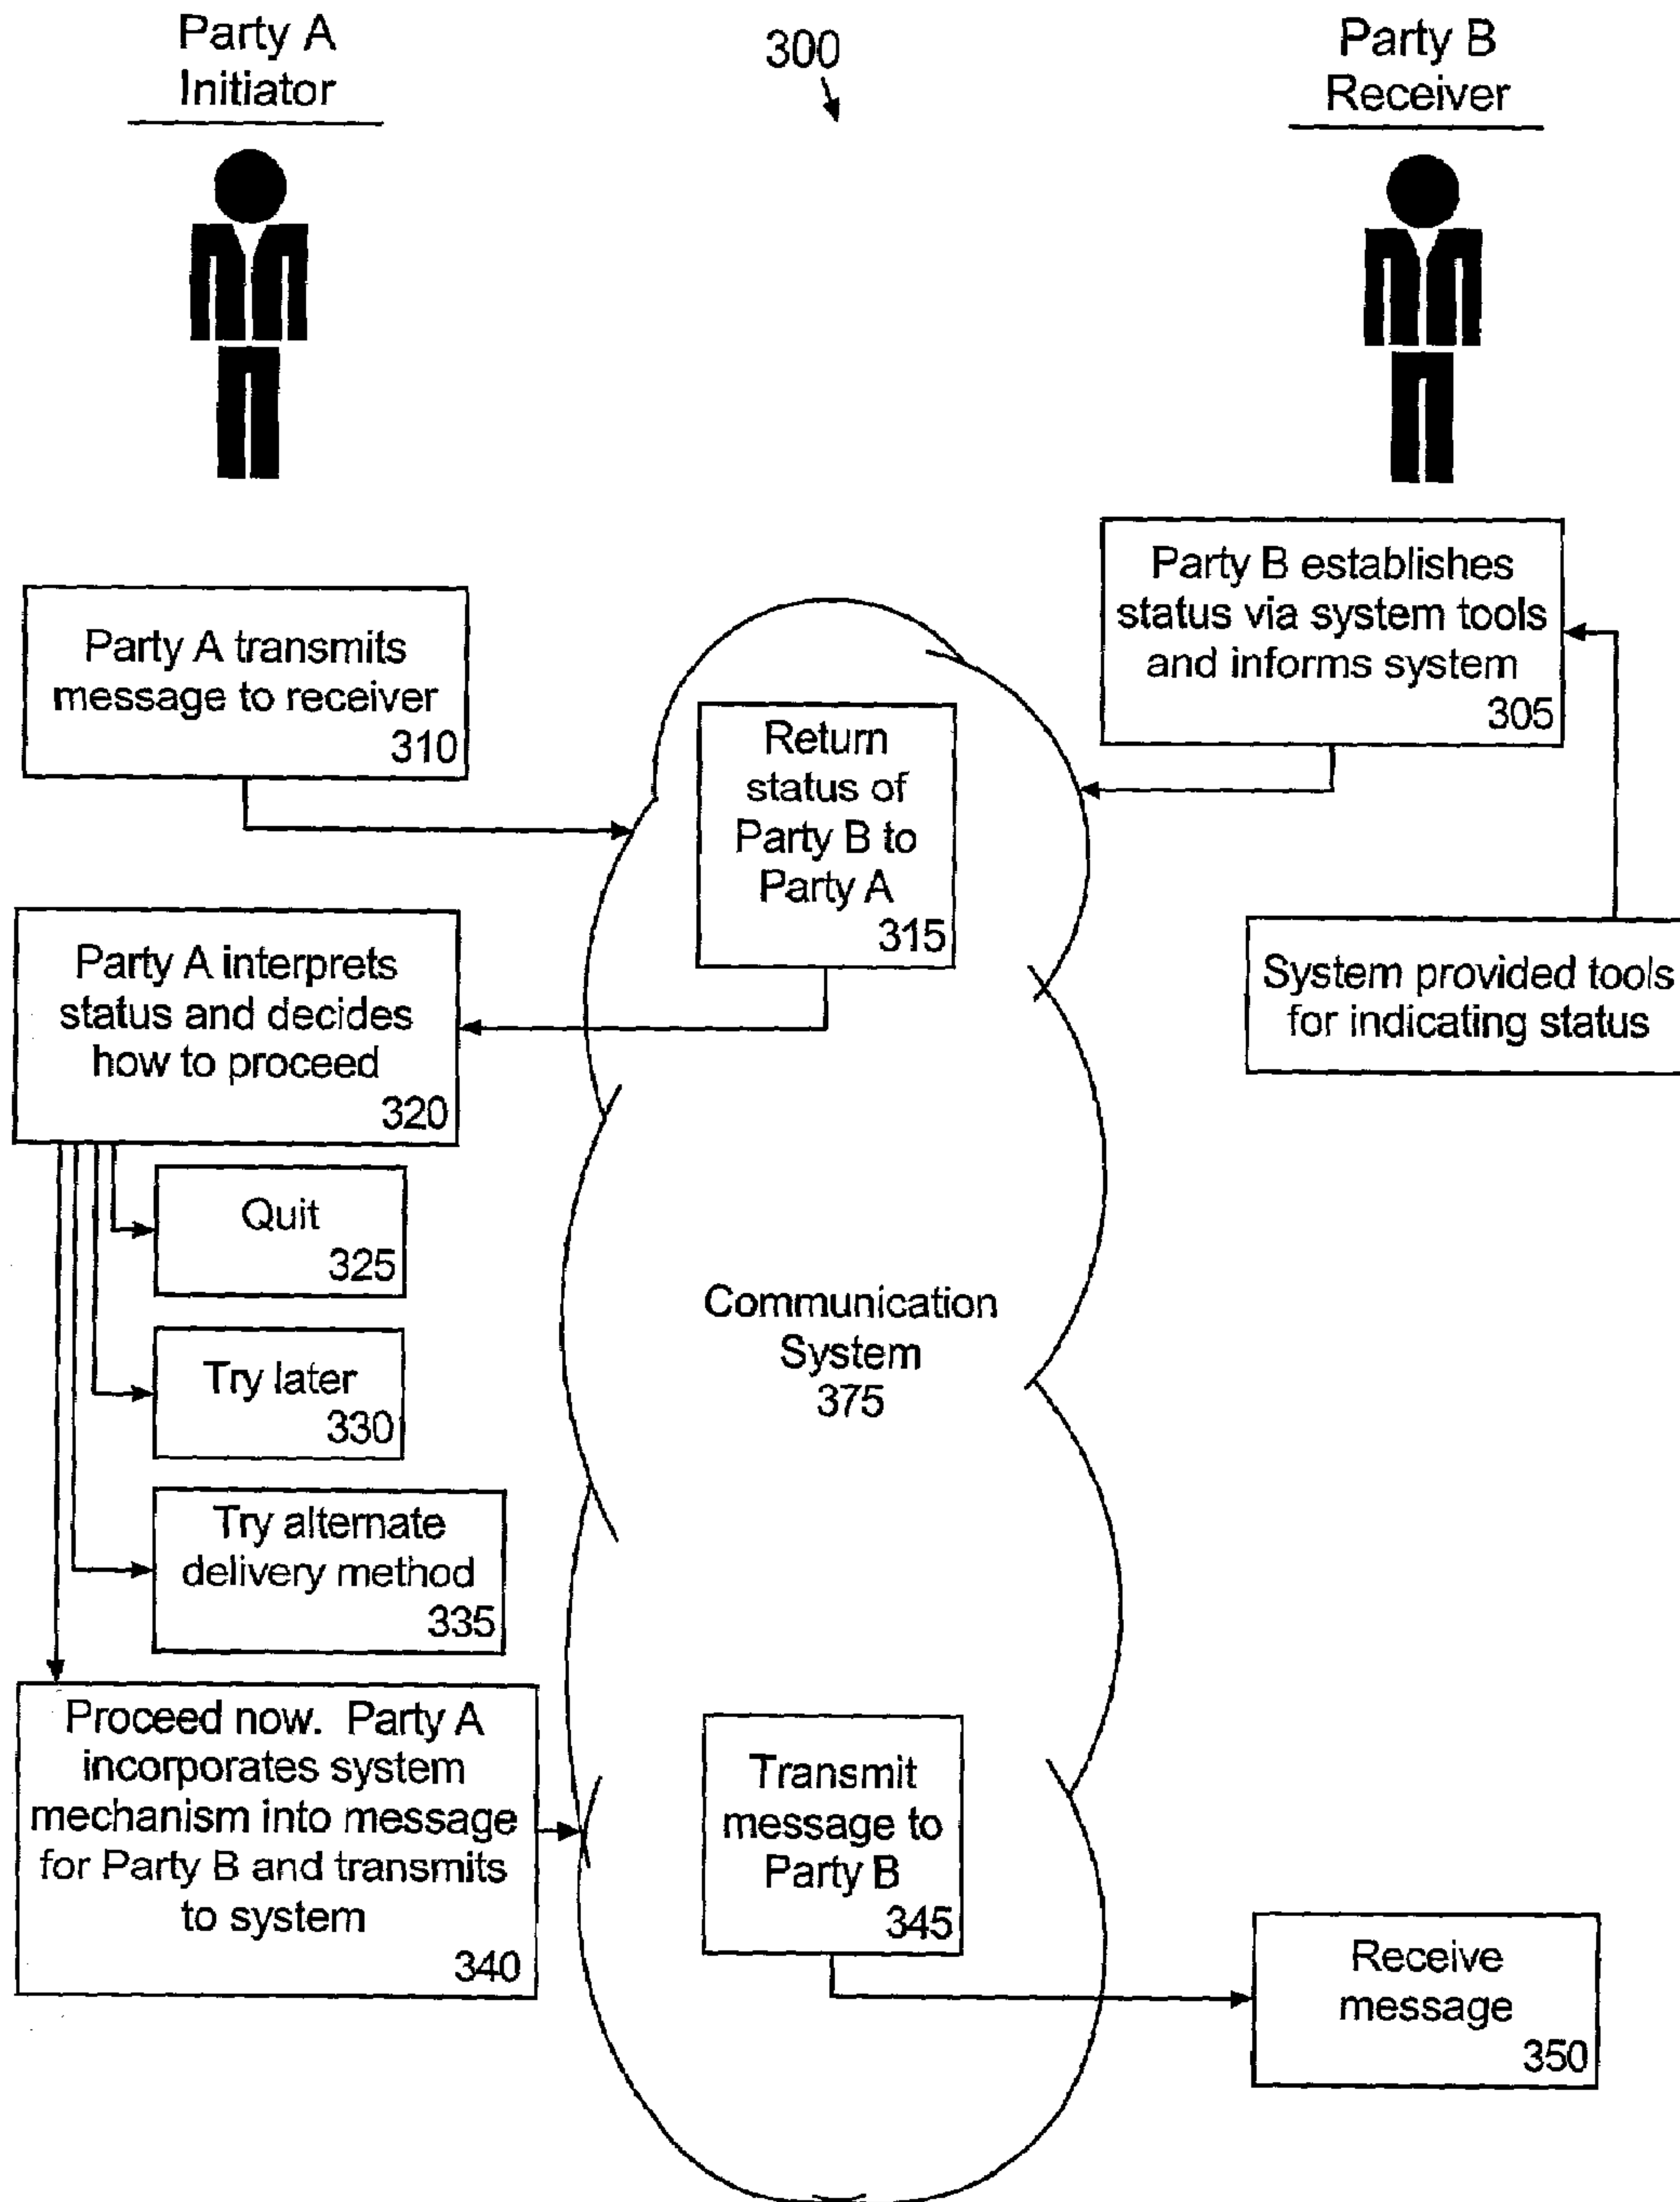 Party A
Initiator
300
Party B
Receiver
Party B establishes
status via system tools
and informs system
305
Party A transmits
message to receiver
310
Return
status of
Party B to
Party A
315
Party A interprets
status and decides
how to proceed
320
System provided tools
for indicating status
Quit
325
Try later
330
Try alternate
delivery method
335
Communication
System
375
Proceed now. Party A
incorporates system
mechanism into message
for Party B and transmits
to system
340
Transmit
message to
Party B
345
Receive
message
350